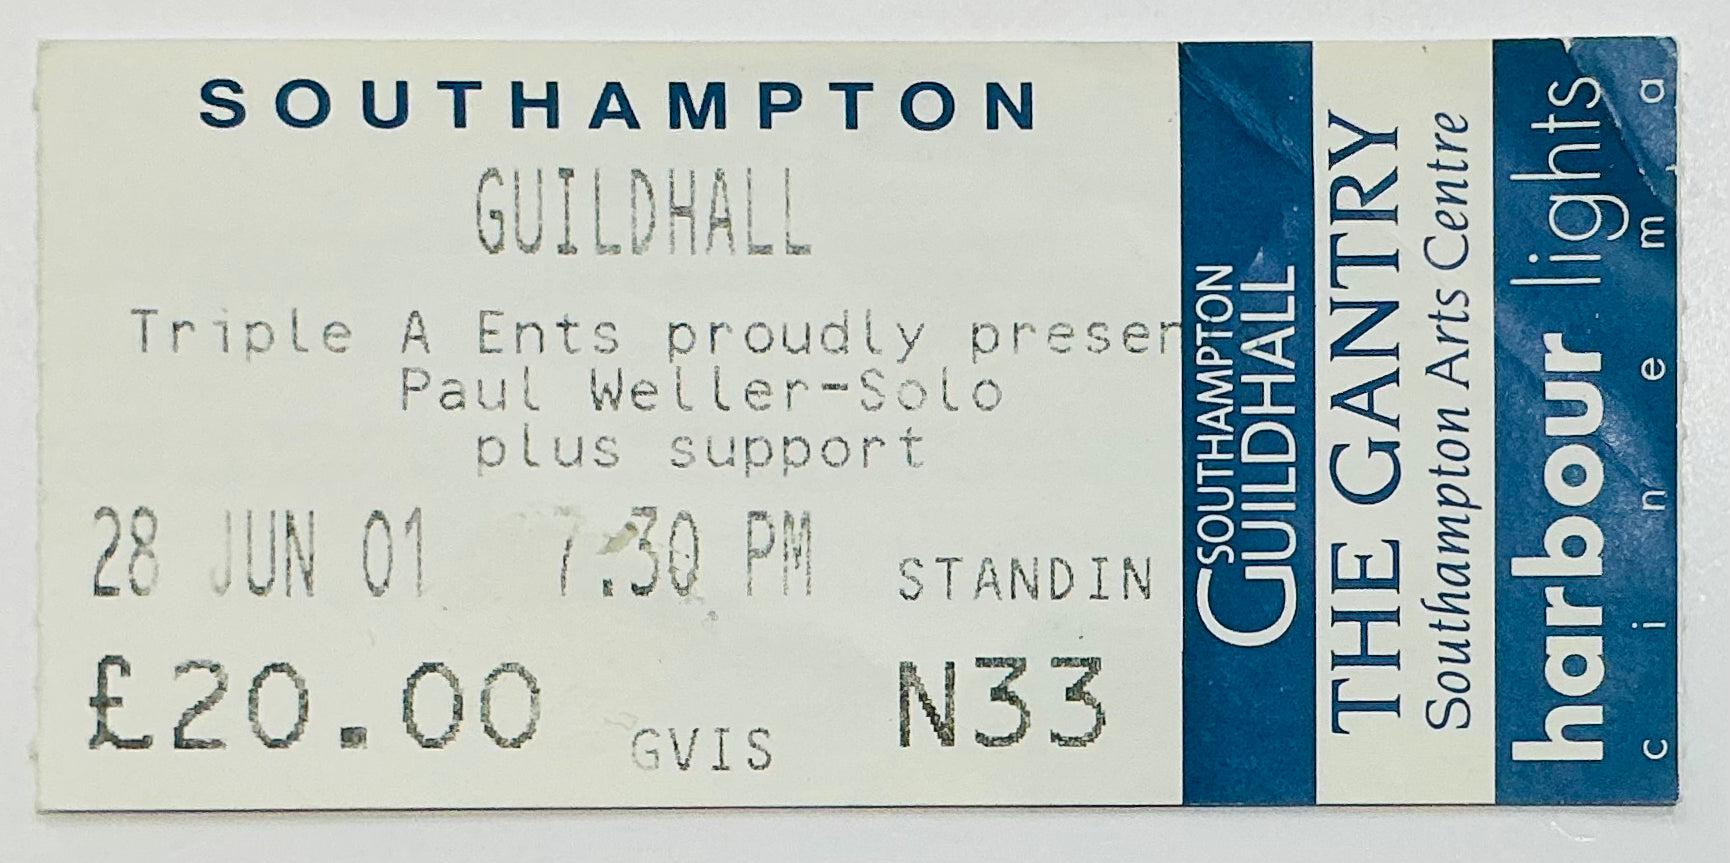 SOUTHAMPTON
GUILDHALL
Triple A Ents proudly presen
Paul Weller-Solo
plus support
28 JUN 01 7.30 PM STANDIN
£20.00 GVIS N33
SOUTHAMPTON
GUILDHALL
THE GANTRY
Southampton Arts Centre
harbour lights
cinema